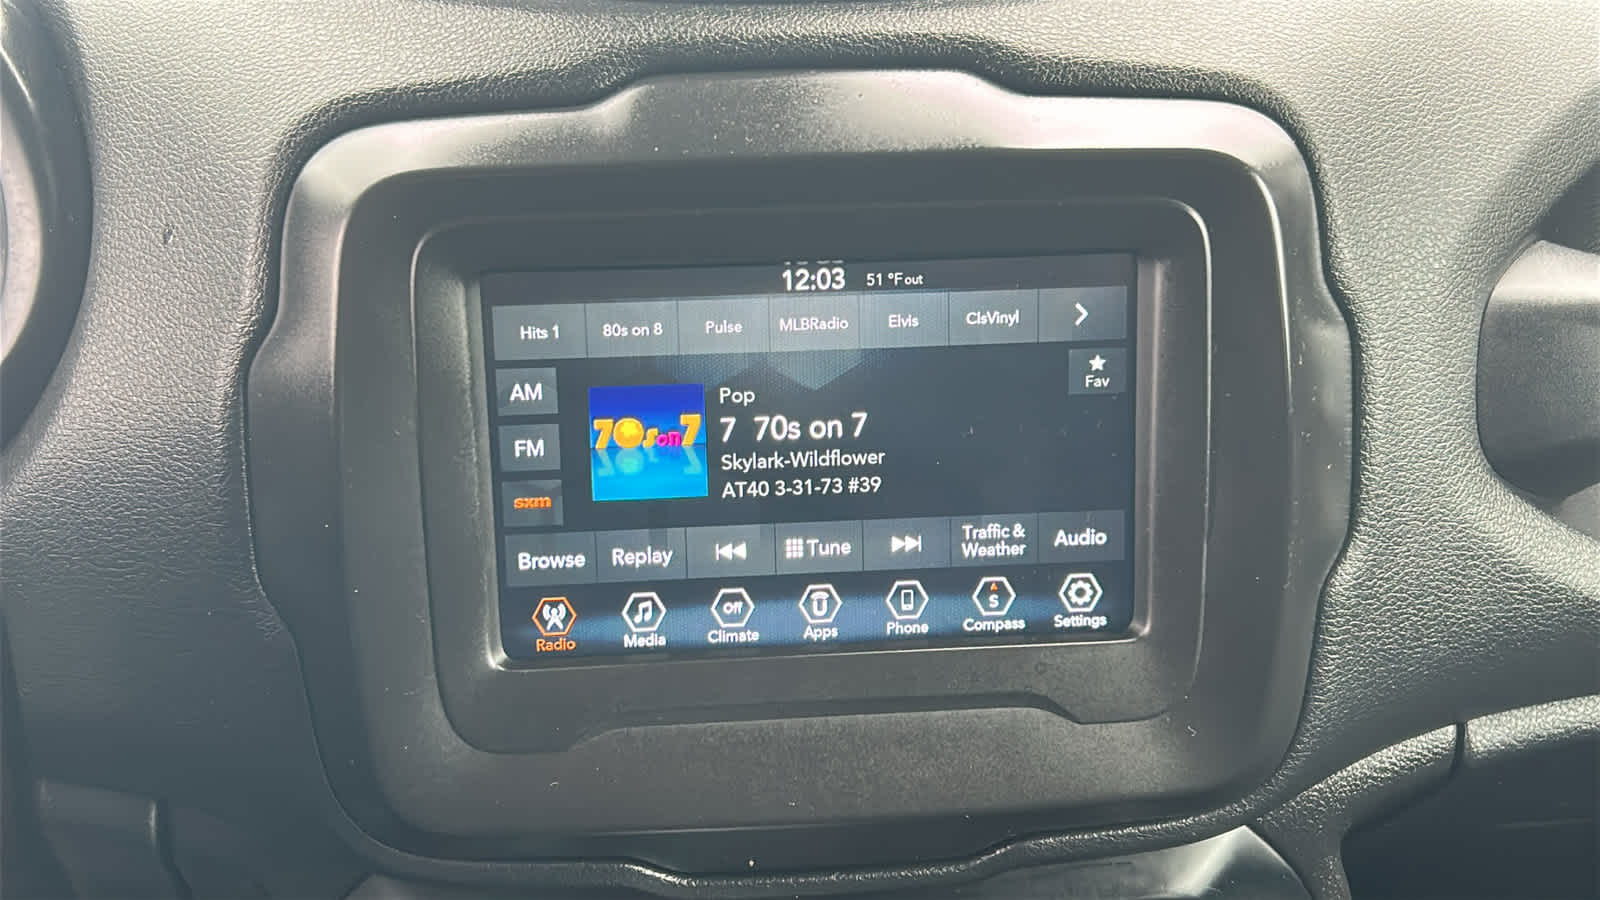 12:03 51 °F out
Hits 1 80s on 8 Pulse MLBRadio Elvis ClsVinyl
Fav
AM
FM
sxm
70s on 7
Pop
7 70s on 7
Skylark-Wildflower
AT40 3-31-73 #39
Browse Replay Tune Traffic & Weather Audio
Off S
Radio Media Climate Apps Phone Compass Settings